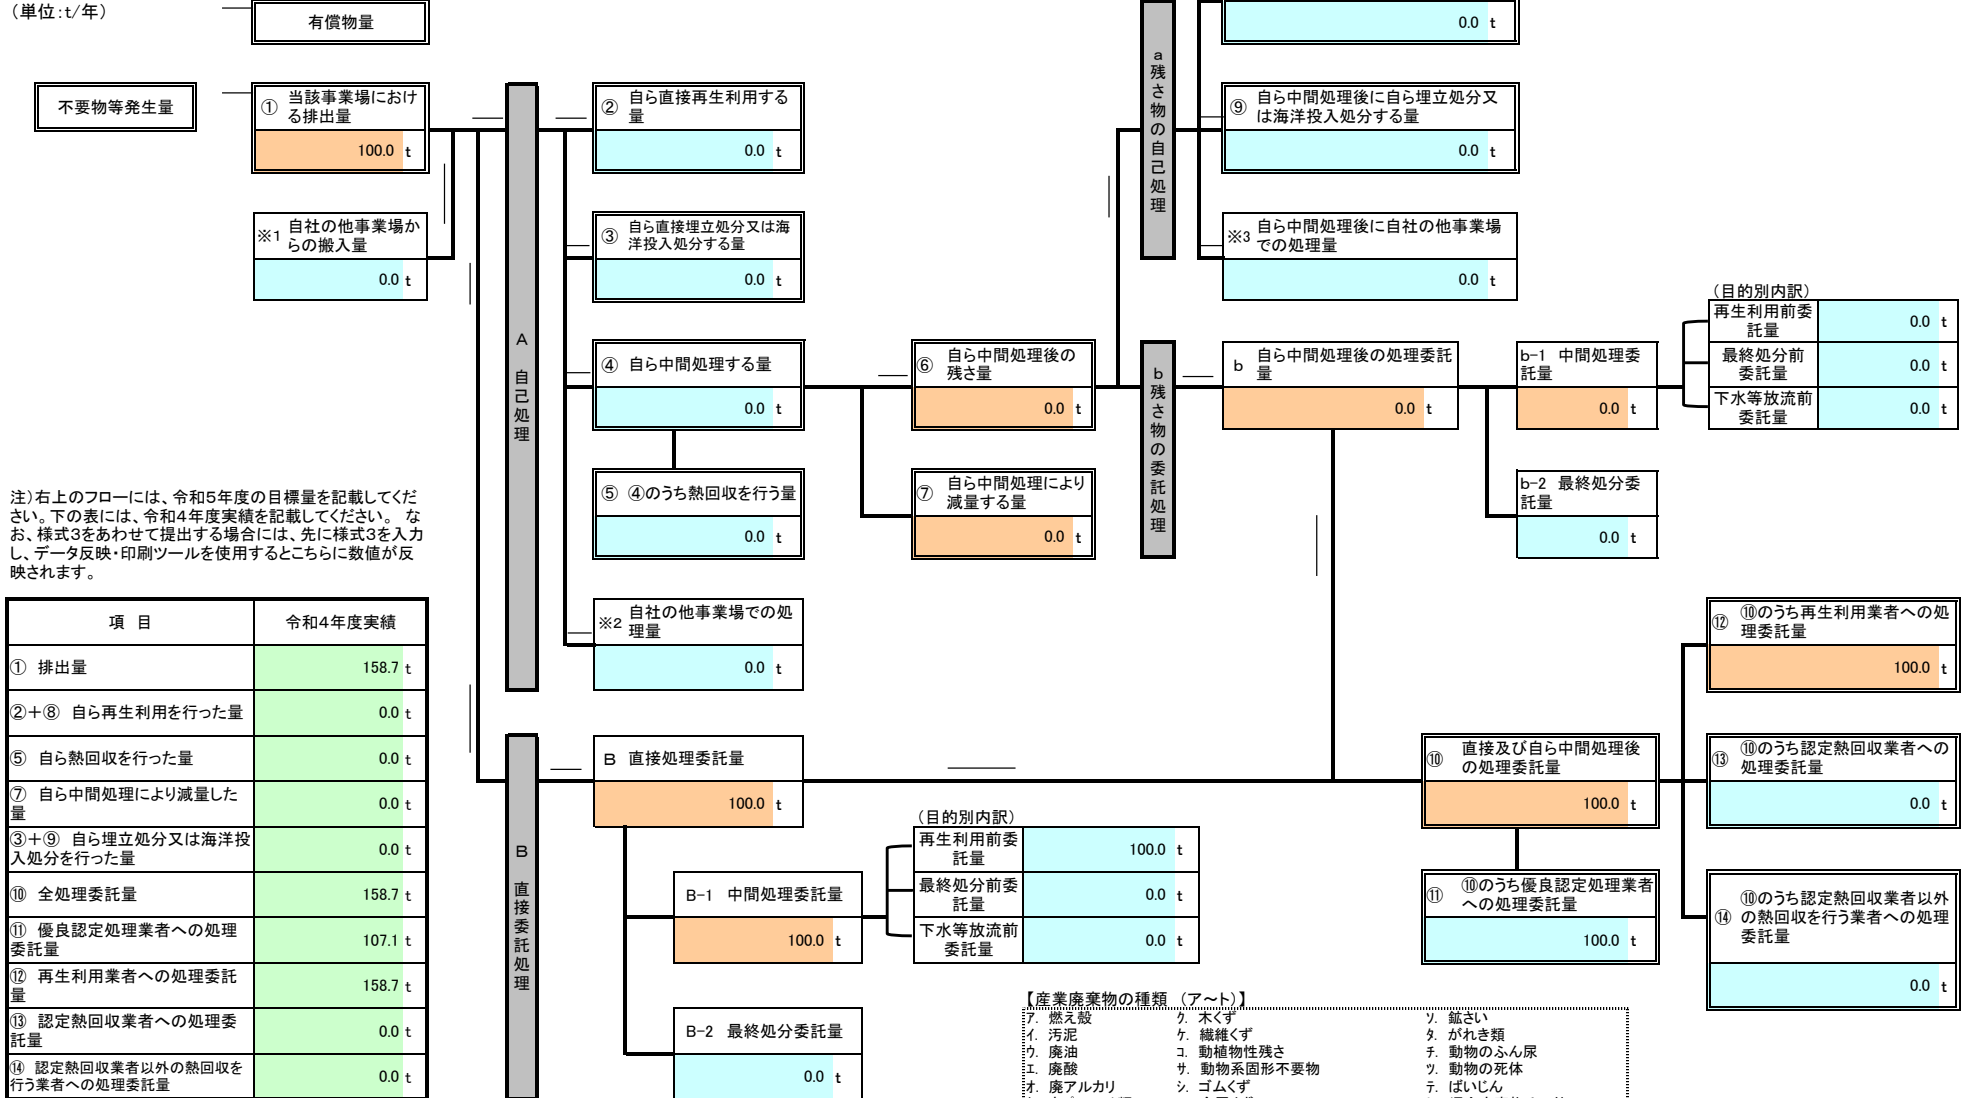 （単位：t/年）
有償物量
不要物等発生量
① 当該事業場におけ
る排出量
100.0 t
※1 自社の他事業場か
らの搬入量
0.0 t
A 自己処理
② 自ら直接再生利用する
量
0.0 t
③ 自ら直接埋立処分又は海
洋投入処分する量
0.0 t
④ 自ら中間処理する量
0.0 t
⑤ ④のうち熱回収を行う量
0.0 t
※2 自社の他事業場での処
理量
0.0 t
⑥ 自ら中間処理後の
残さ量
0.0 t
⑦ 自ら中間処理により
減量する量
0.0 t
a 残さ物の自己処理
0.0 t
⑨ 自ら中間処理後に自ら埋立処分又
は海洋投入処分する量
0.0 t
※3 自ら中間処理後に自社の他事業場
での処理量
0.0 t
b 残さ物の委託処理
b 自ら中間処理後の処理委託
量
0.0 t
b-1 中間処理委
託量
0.0 t
（目的別内訳）
再生利用前委
託量
0.0 t
最終処分前
委託量
0.0 t
下水等放流前
委託量
0.0 t
b-2 最終処分委
託量
0.0 t
注）右上のフローには、令和5年度の目標量を記載してくだ
さい。下の表には、令和4年度実績を記載してください。 な
お、様式3をあわせて提出する場合には、先に様式3を入力
し、データ反映・印刷ツールを使用するとこちらに数値が反
映されます。
項 目 令和4年度実績
① 排出量 158.7 t
②＋⑧ 自ら再生利用を行った量 0.0 t
⑤ 自ら熱回収を行った量 0.0 t
⑦ 自ら中間処理により減量した
量 0.0 t
③＋⑨ 自ら埋立処分又は海洋投
入処分を行った量 0.0 t
⑩ 全処理委託量 158.7 t
⑪ 優良認定処理業者への処理
委託量 107.1 t
⑫ 再生利用業者への処理委託
量 158.7 t
⑬ 認定熱回収業者への処理委
託量 0.0 t
⑭ 認定熱回収業者以外の熱回収を
行う業者への処理委託量 0.0 t
B 直接委託処理
B 直接処理委託量
100.0 t
B-1 中間処理委託量
100.0 t
（目的別内訳）
再生利用前委
託量
100.0 t
最終処分前委
託量
0.0 t
下水等放流前
委託量
0.0 t
B-2 最終処分委託量
0.0 t
⑩ 直接及び自ら中間処理後
の処理委託量
100.0 t
⑪ ⑩のうち優良認定処理業者
への処理委託量
100.0 t
⑫ ⑩のうち再生利用業者への処
理委託量
100.0 t
⑬ ⑩のうち認定熱回収業者への
処理委託量
0.0 t
⑭ ⑩のうち認定熱回収業者以外
の熱回収を行う業者への処理
委託量
0.0 t
【産業廃棄物の種類 （ア～ト）】
ア. 燃え殻 ク. 木くず ソ. 鉱さい
イ. 汚泥 ケ. 繊維くず タ. がれき類
ウ. 廃油 コ. 動植物性残さ チ. 動物のふん尿
エ. 廃酸 サ. 動物系固形不要物 ツ. 動物の死体
オ. 廃アルカリ シ. ゴムくず テ. ばいじん